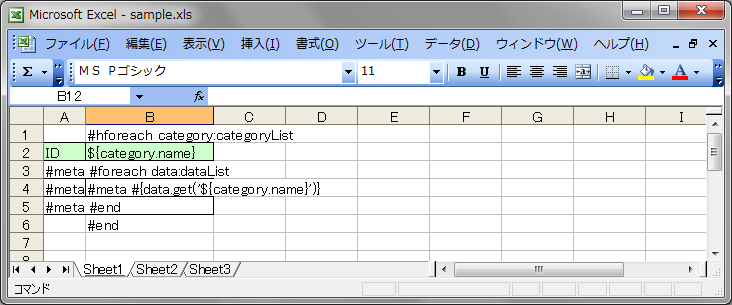 Microsoft Excel - sample.xls
ファイル(F) 編集(E) 表示(V) 挿入(I) 書式(O) ツール(T) データ(D) ウィンドウ(W) ヘルプ(H)
Σ ＭＳ Ｐゴシック 11 B U A
B12 fx
A B C D E F G H I
1 #hforeach category:categoryList
2 ID ${category.name}
3 #meta #foreach data:dataList
4 #meta #meta #{data.get('${category.name}')}
5 #meta #end
6 #end
7
8
Sheet1 Sheet2 Sheet3
コマンド